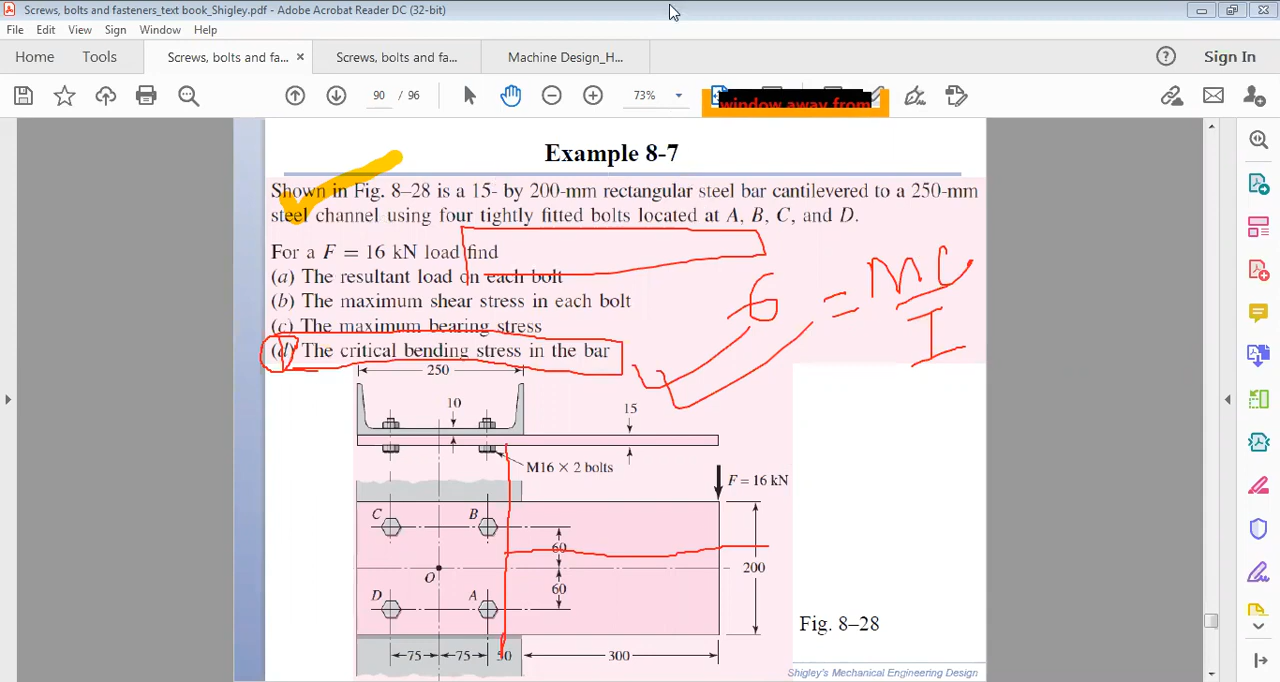 Screws, bolts and fasteners_text book_Shigley.pdf - Adobe Acrobat Reader DC (32-bit)
File Edit View Sign Window Help
Home Tools Screws, bolts and fa... × Screws, bolts and fa... Machine Design_H... Sign In
90 / 96 73% window away from
Example 8-7
Shown in Fig. 8–28 is a 15- by 200-mm rectangular steel bar cantilevered to a 250-mm
steel channel using four tightly fitted bolts located at A, B, C, and D.
For a F = 16 kN load find
(a) The resultant load on each bolt
(b) The maximum shear stress in each bolt
(c) The maximum bearing stress
(d) The critical bending stress in the bar
σ = MC
I
250
10
15
M16 × 2 bolts
F = 16 kN
C B
60
O
200
60
D A
Fig. 8–28
75 75 50 300
Shigley's Mechanical Engineering Design